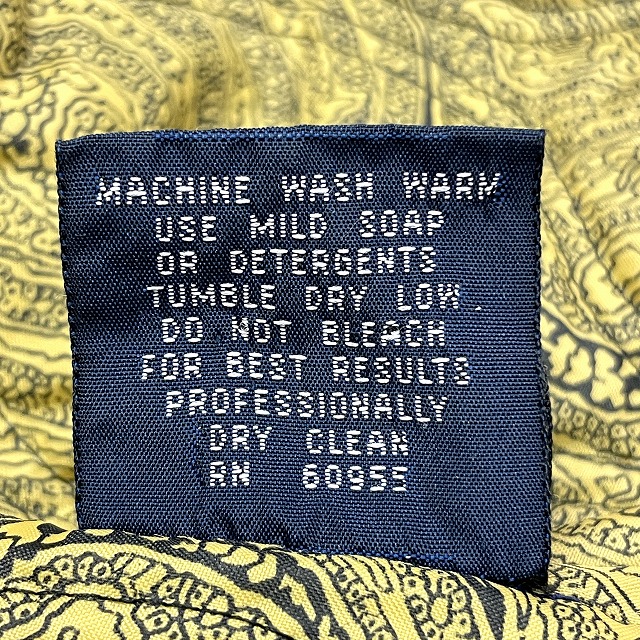 MACHINE WASH WARM
USE MILD SOAP
OR DETERGENTS
TUMBLE DRY LOW
DO NOT BLEACH
FOR BEST RESULTS
PROFESSIONALLY
DRY CLEAN
RN 60955